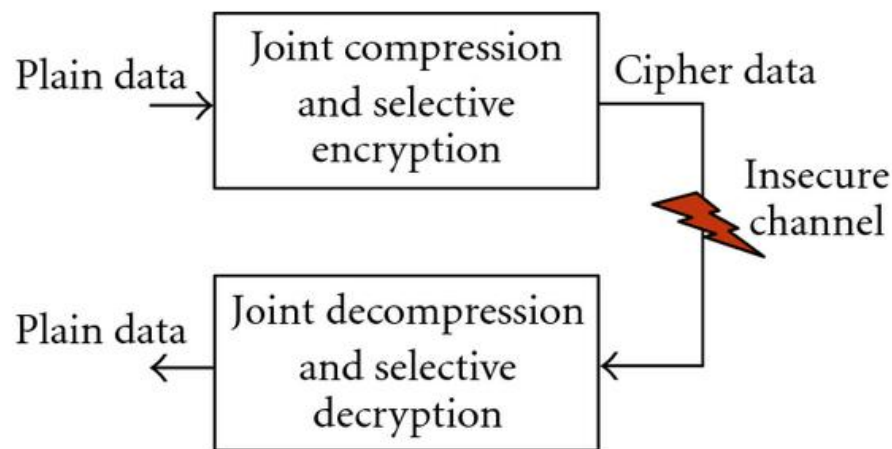 Plain data
Joint compression
and selective
encryption
Cipher data
Insecure
channel
Plain data
Joint decompression
and selective
decryption